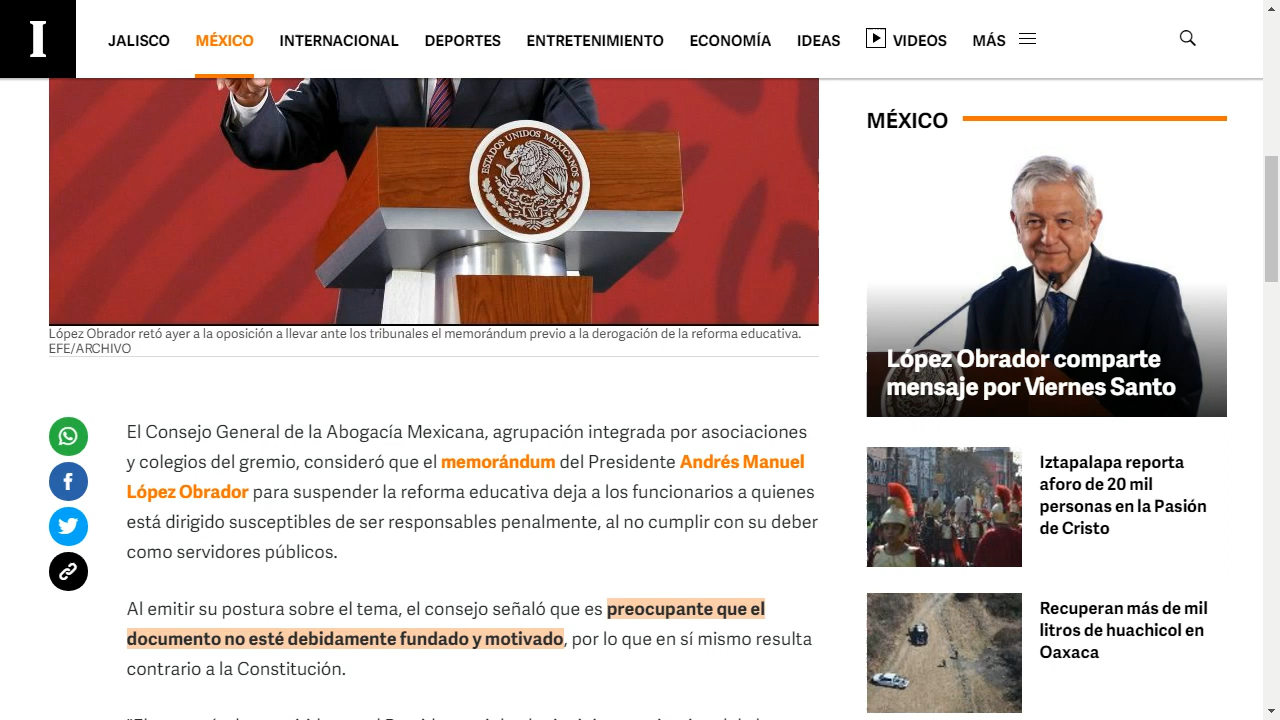 I
JALISCO
MÉXICO
INTERNACIONAL
DEPORTES
ENTRETENIMIENTO
ECONOMÍA
IDEAS
VIDEOS
MÁS
ESTADOS UNIDOS MEXICANOS
López Obrador retó ayer a la oposición a llevar ante los tribunales el memorándum previo a la derogación de la reforma educativa.
EFE/ARCHIVO
El Consejo General de la Abogacía Mexicana, agrupación integrada por asociaciones
y colegios del gremio, consideró que el memorándum del Presidente Andrés Manuel
López Obrador para suspender la reforma educativa deja a los funcionarios a quienes
está dirigido susceptibles de ser responsables penalmente, al no cumplir con su deber
como servidores públicos.
Al emitir su postura sobre el tema, el consejo señaló que es preocupante que el
documento no esté debidamente fundado y motivado, por lo que en sí mismo resulta
contrario a la Constitución.
MÉXICO
López Obrador comparte
mensaje por Viernes Santo
Iztapalapa reporta
aforo de 20 mil
personas en la Pasión
de Cristo
Recuperan más de mil
litros de huachicol en
Oaxaca